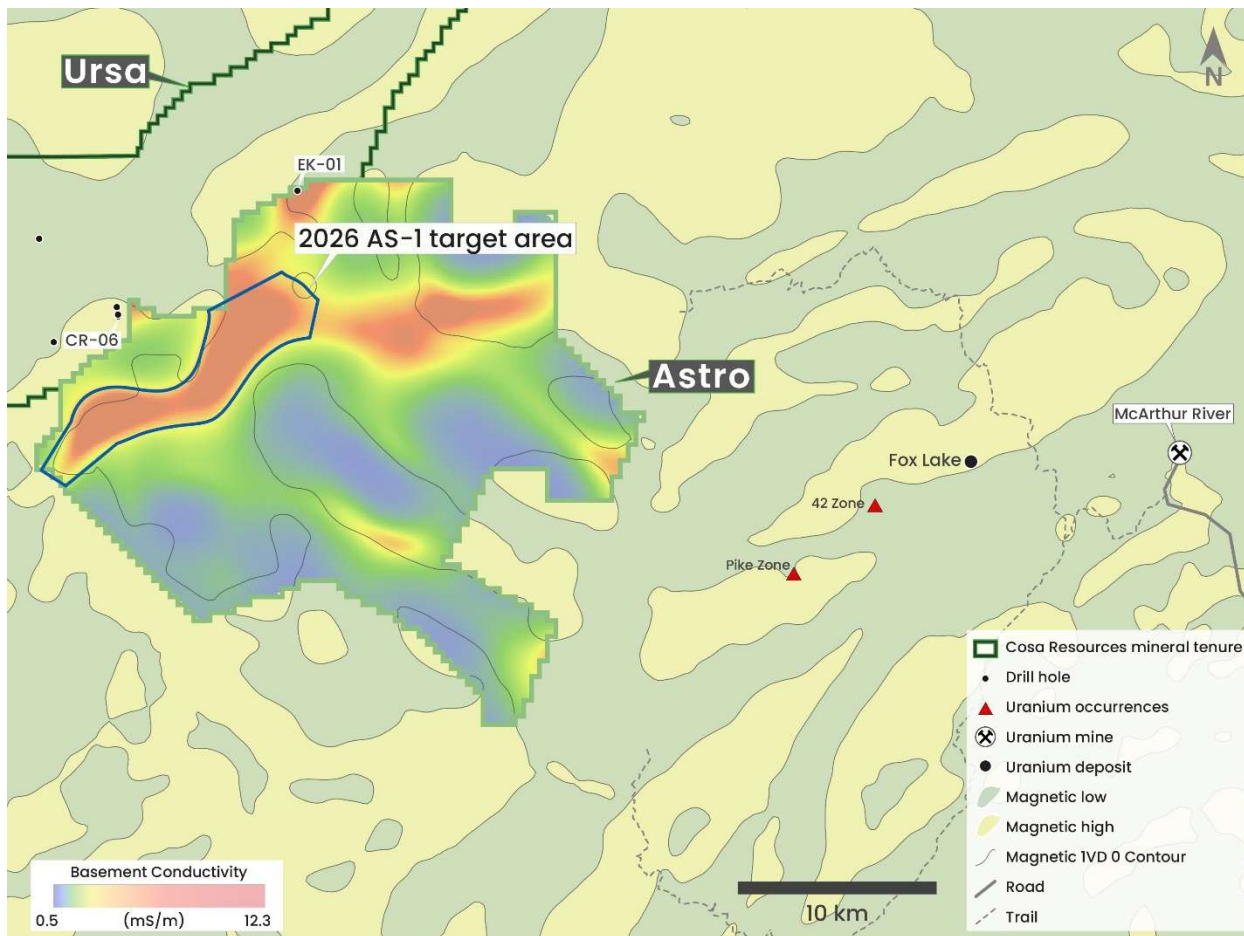 Ursa
N
EK-01
2026 AS-1 target area
CR-06
Astro
McArthur River
Fox Lake
42 Zone
Pike Zone
Cosa Resources mineral tenure
Drill hole
Uranium occurrences
Uranium mine
Uranium deposit
Magnetic low
Magnetic high
Magnetic 1VD 0 Contour
Road
Trail
Basement Conductivity
0.5 (mS/m) 12.3
10 km